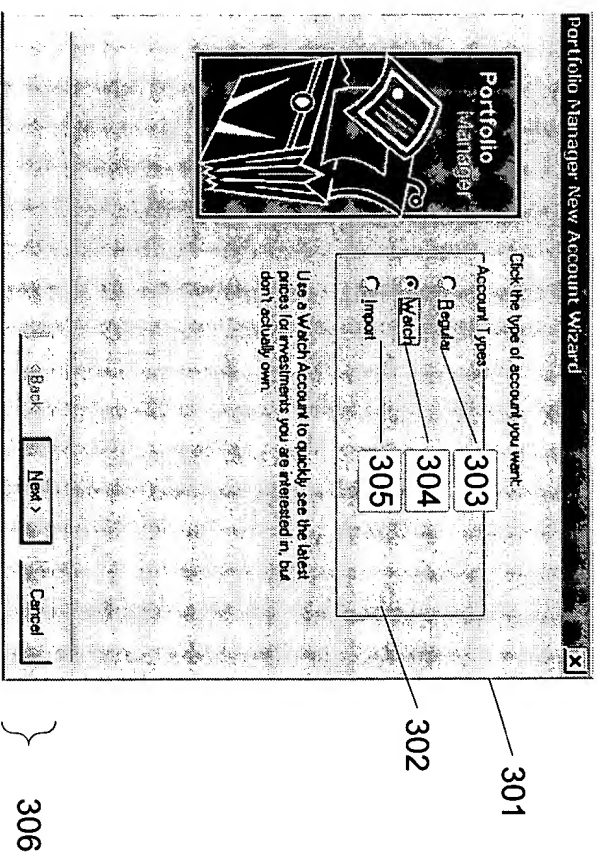 Portfolio Manager New Account Wizard
Portfolio
Manager
Click the type of account you want:
Account Types
Regular
303
Watch
304
Import
305
Use a Watch Account to quickly see the latest
prices for investments you are interested in, but
don't actually own.
< Back
Next >
Cancel
301
302
306